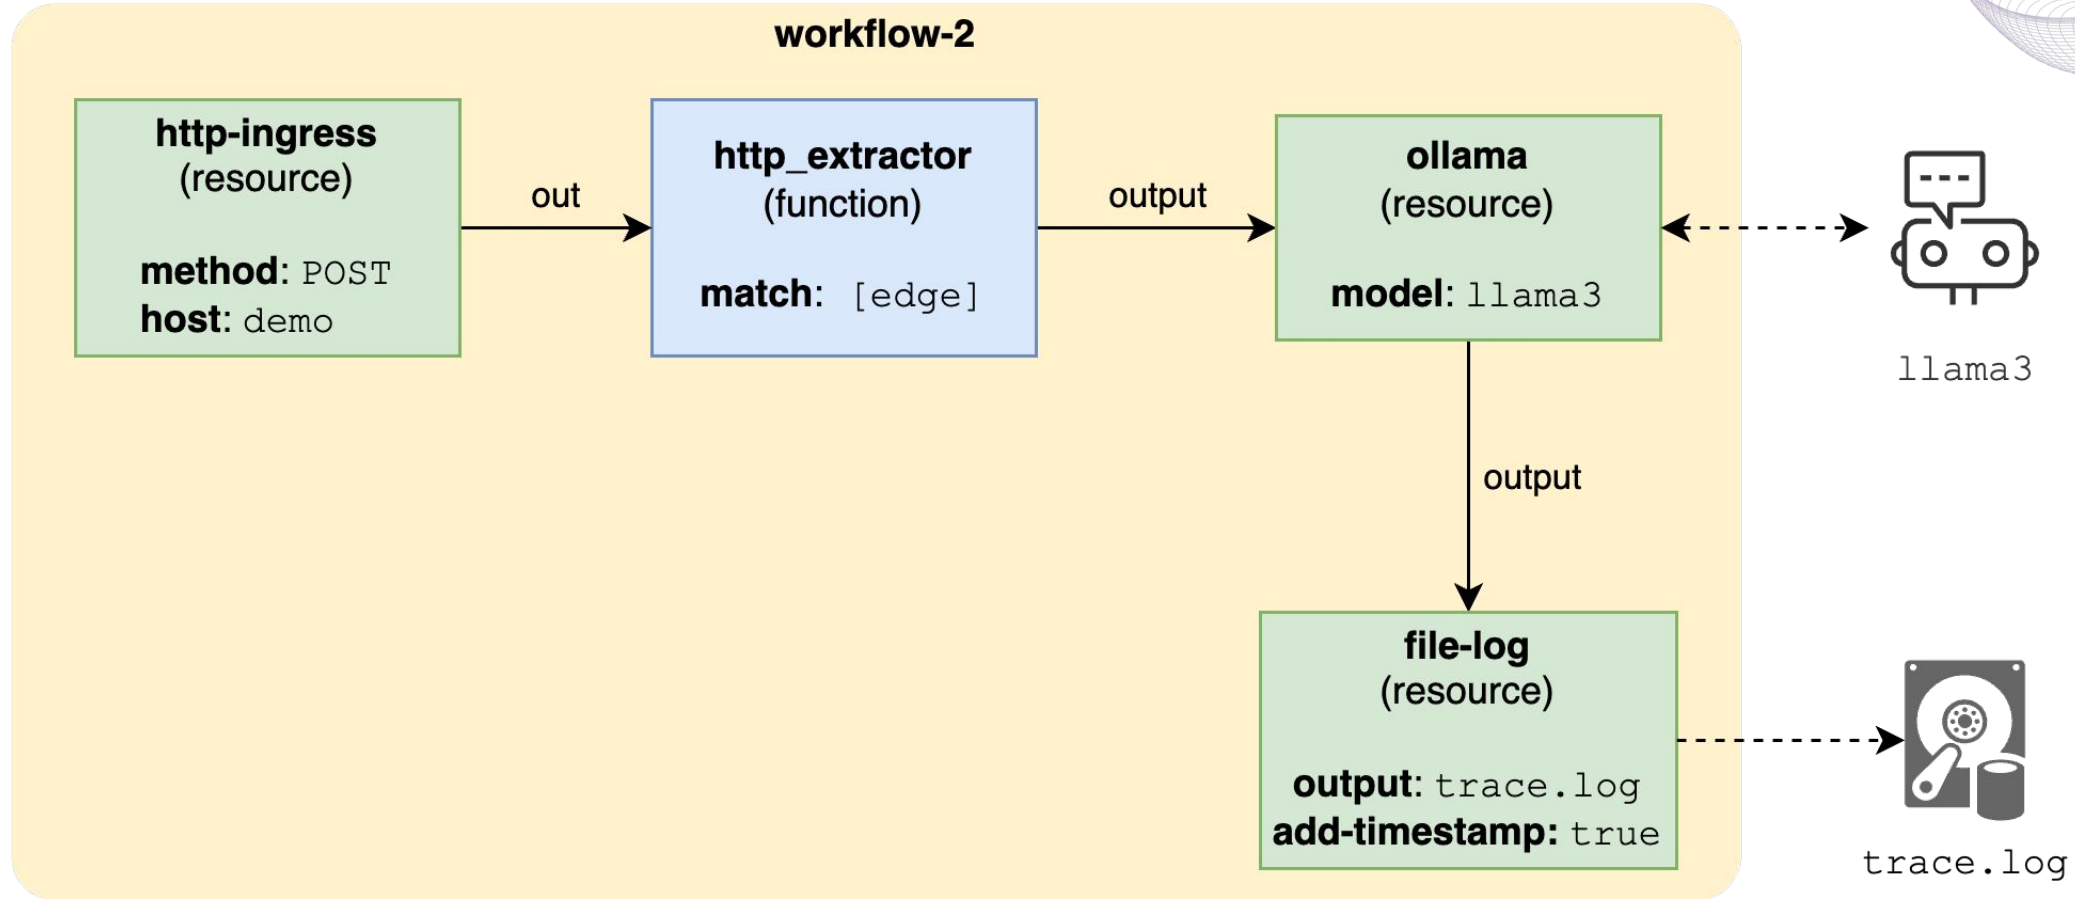 workflow-2
http-ingress
(resource)
method: POST
host: demo
out
http_extractor
(function)
match: [edge]
output
ollama
(resource)
model: llama3
llama3
output
file-log
(resource)
output: trace.log
add-timestamp: true
trace.log